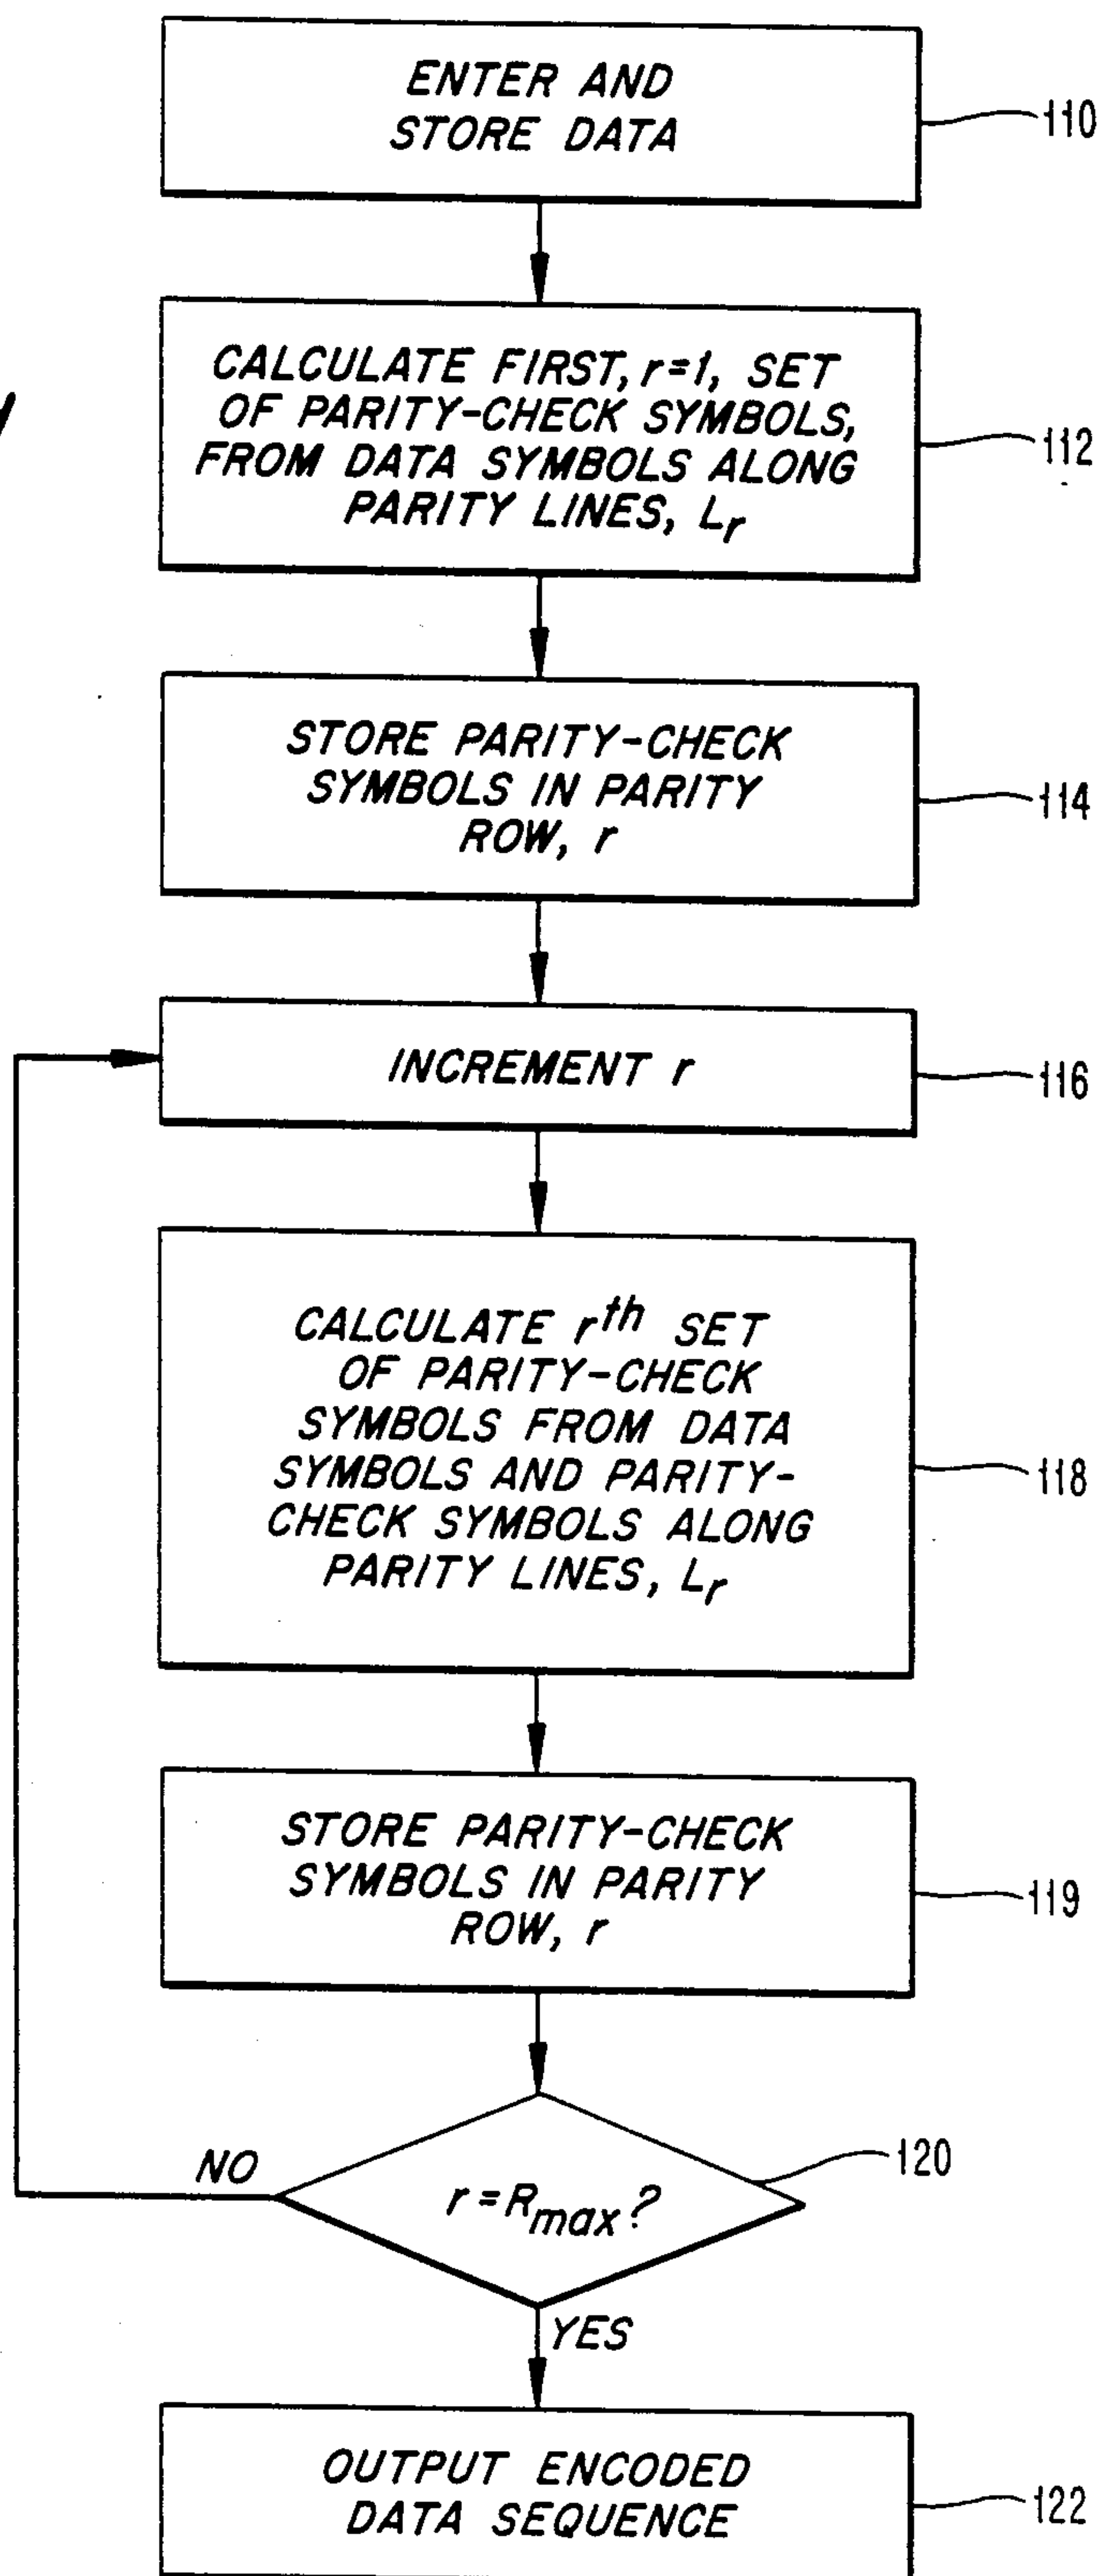 ENTER AND
STORE DATA
110
CALCULATE FIRST, r=1, SET
OF PARITY-CHECK SYMBOLS,
FROM DATA SYMBOLS ALONG
PARITY LINES, Lr
112
STORE PARITY-CHECK
SYMBOLS IN PARITY
ROW, r
114
INCREMENT r
116
CALCULATE rth SET
OF PARITY-CHECK
SYMBOLS FROM DATA
SYMBOLS AND PARITY-
CHECK SYMBOLS ALONG
PARITY LINES, Lr
118
STORE PARITY-CHECK
SYMBOLS IN PARITY
ROW, r
119
NO
r=Rmax?
120
YES
OUTPUT ENCODED
DATA SEQUENCE
122